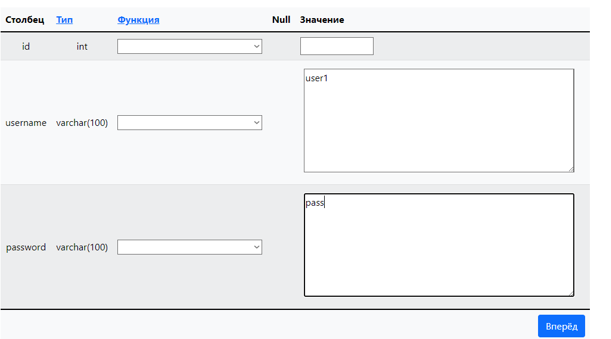 Столбец Тип Функция Null Значение
id int
username varchar(100) user1
password varchar(100) pass
Вперёд